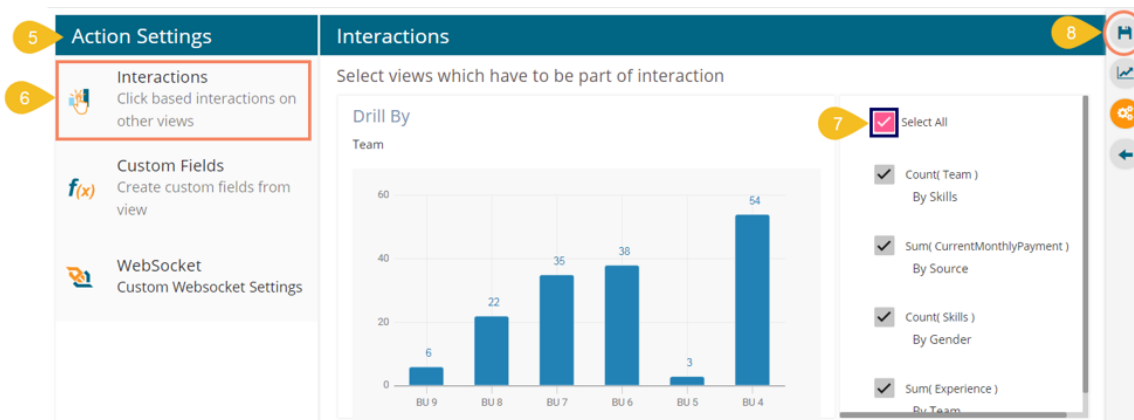 5
Action Settings
Interactions
8
6
Interactions
Click based interactions on
other views
f(x)
Custom Fields
Create custom fields from
view
WebSocket
Custom Websocket Settings
Select views which have to be part of interaction
Drill By
Team
60
40
20
0
6
22
35
38
3
54
BU 9
BU 8
BU 7
BU 6
BU 5
BU 4
7
Select All
Count( Team )
By Skills
Sum( CurrentMonthlyPayment )
By Source
Count( Skills )
By Gender
Sum( Experience )
By Team